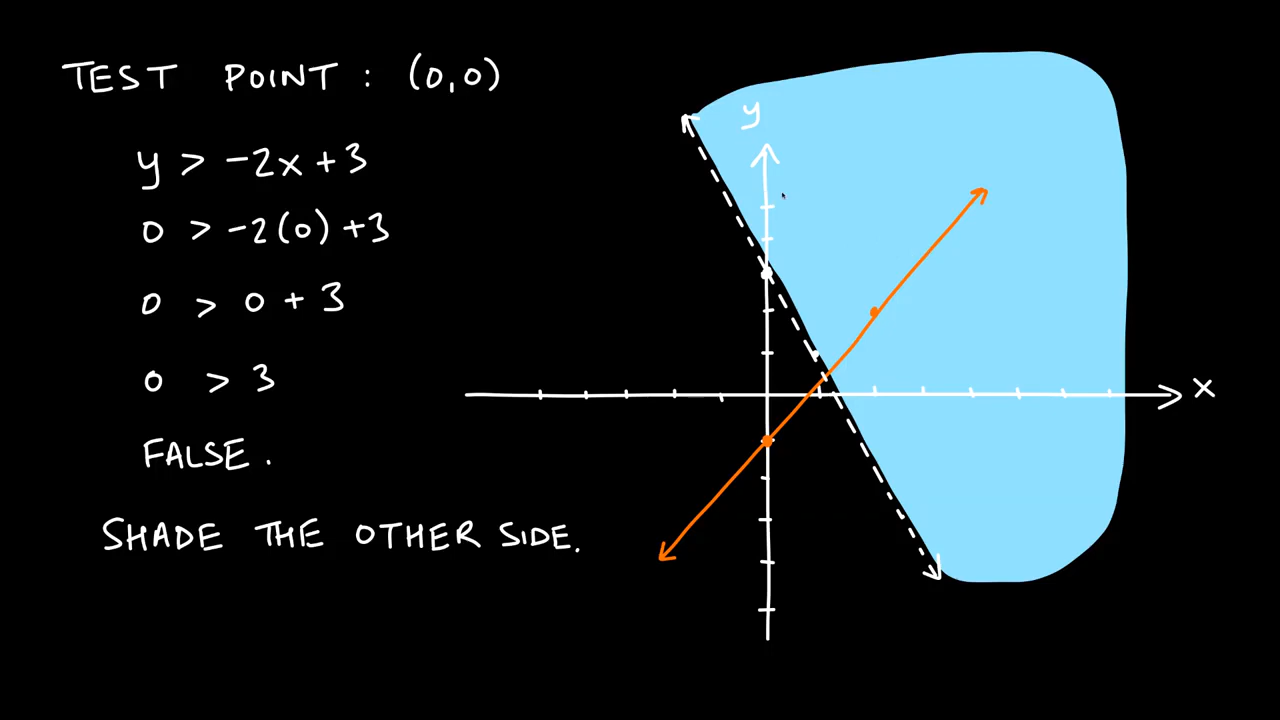 TEST POINT : (0,0)
y > -2x + 3
0 > -2(0) + 3
0 > 0 + 3
0 > 3
FALSE.
SHADE THE OTHER SIDE.
y
x